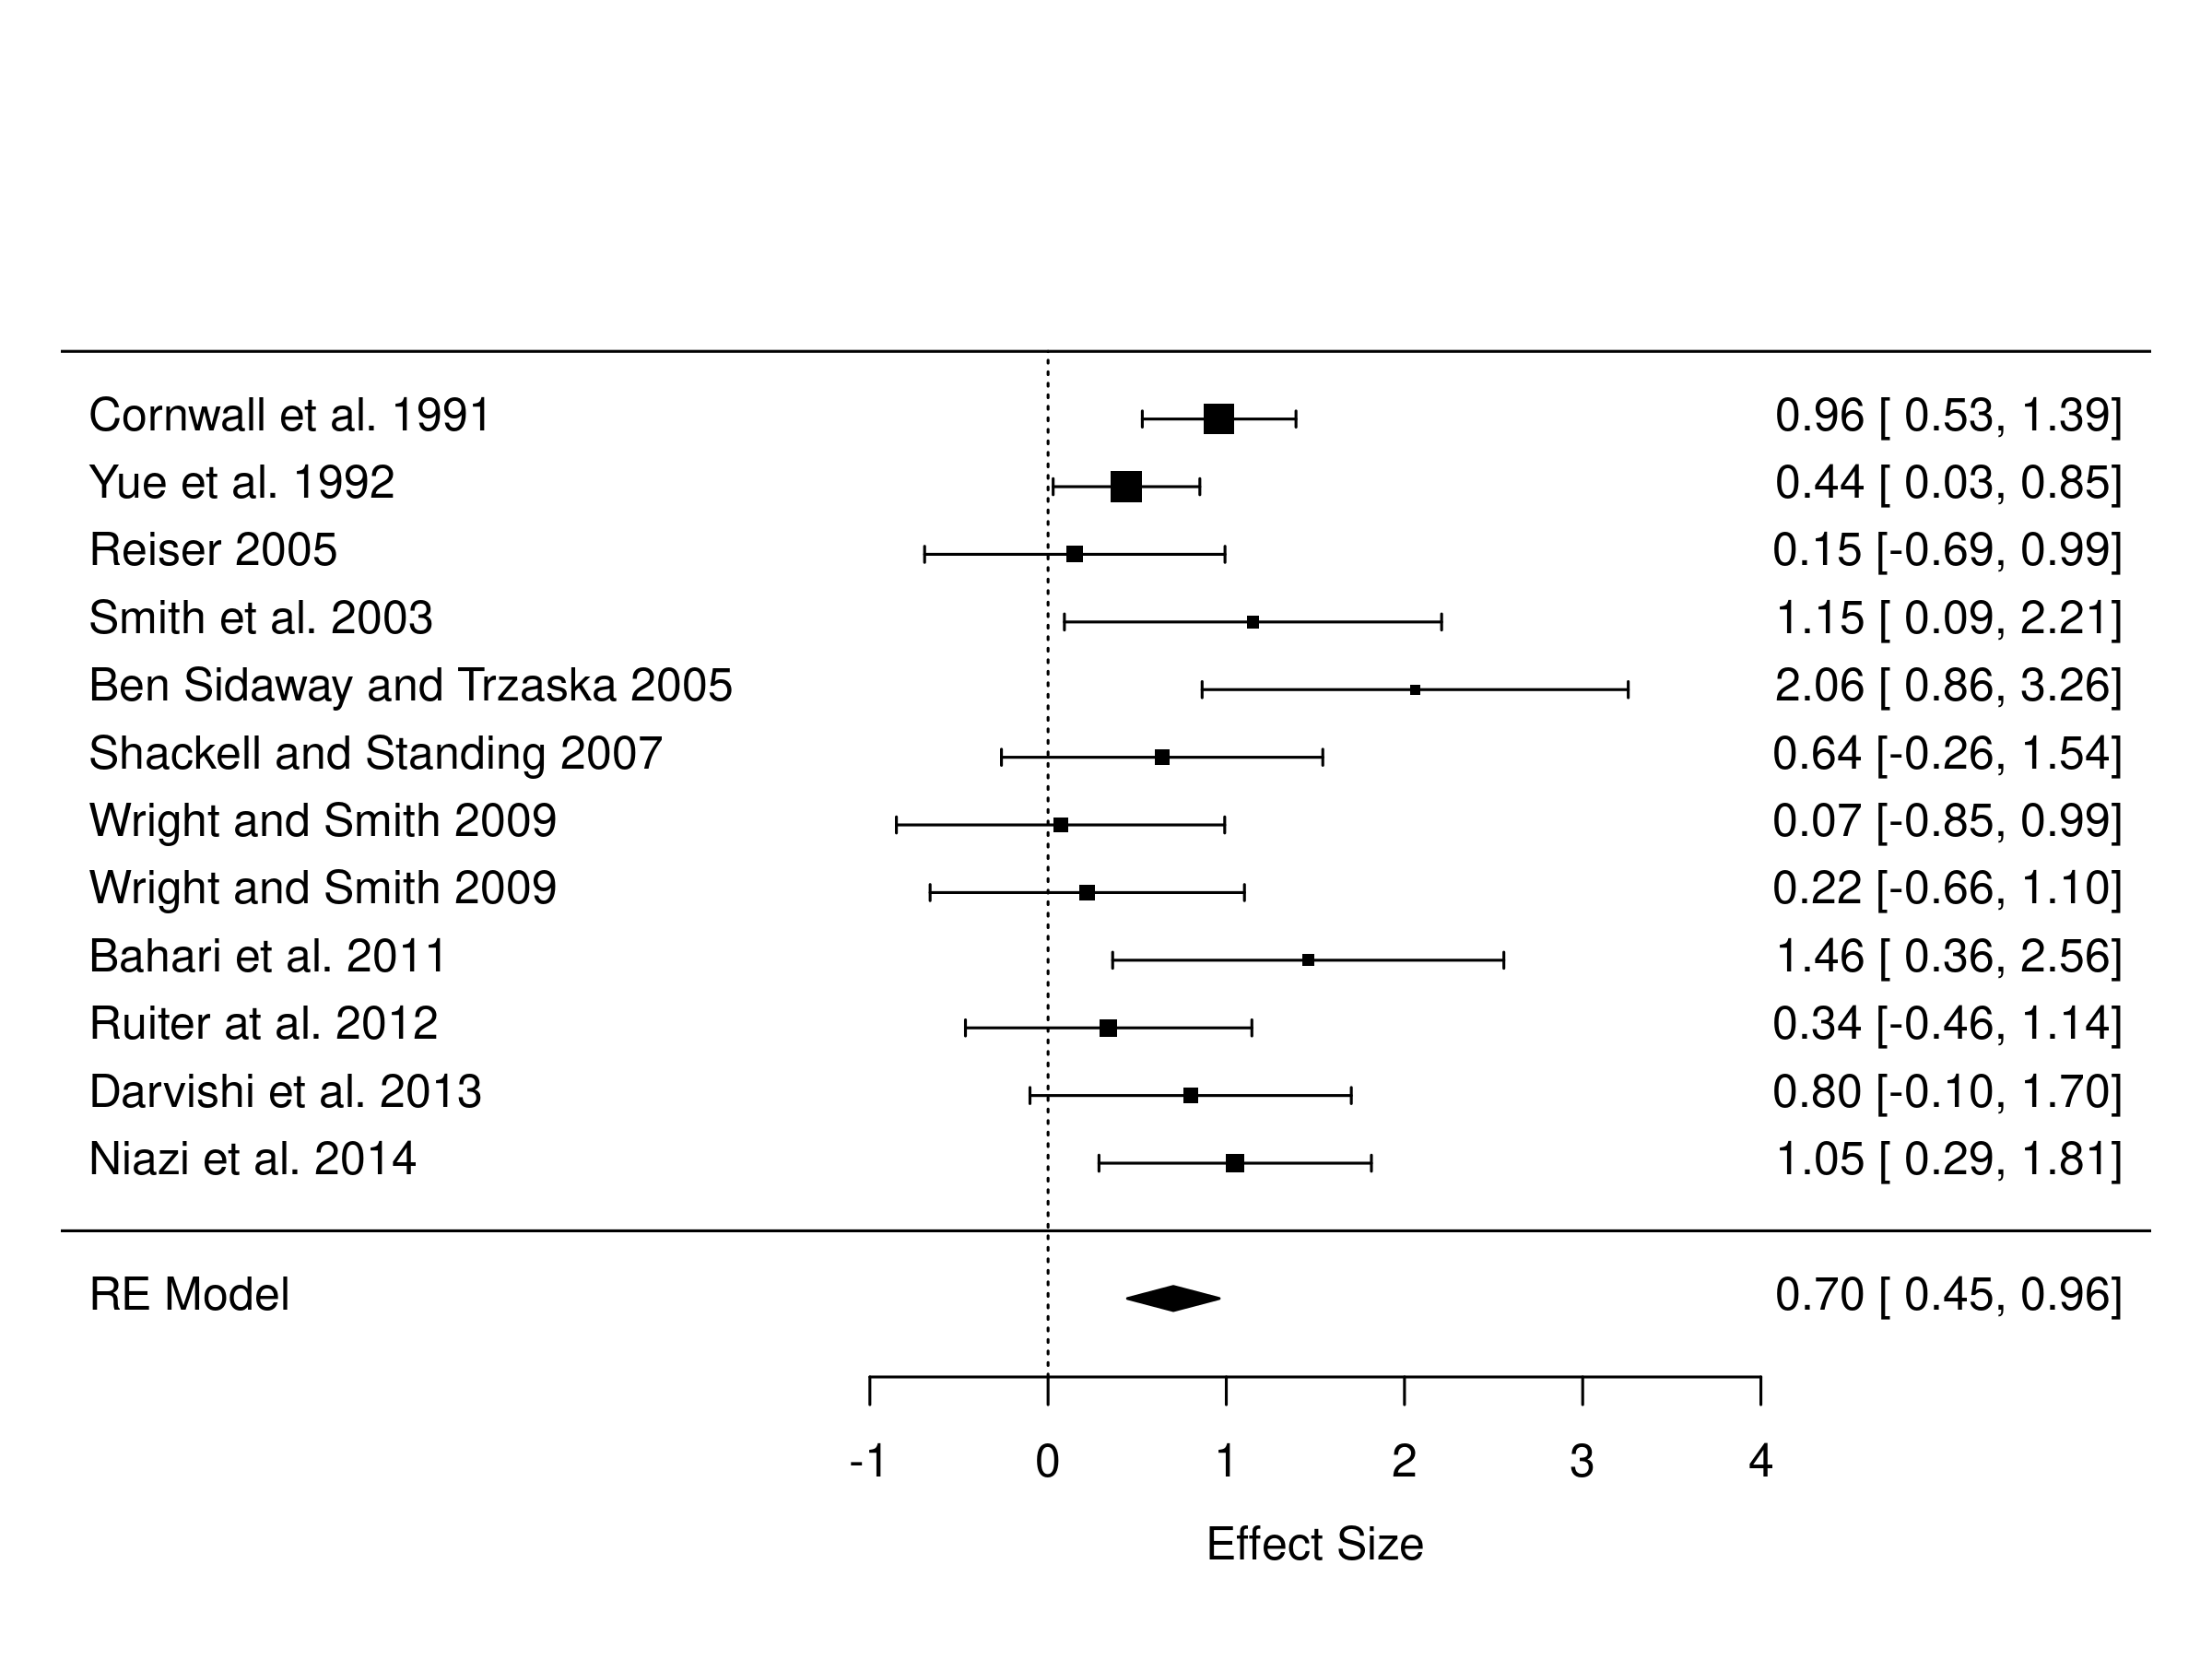 Cornwall et al. 1991 0.96 [ 0.53, 1.39]
Yue et al. 1992 0.44 [ 0.03, 0.85]
Reiser 2005 0.15 [-0.69, 0.99]
Smith et al. 2003 1.15 [ 0.09, 2.21]
Ben Sidaway and Trzaska 2005 2.06 [ 0.86, 3.26]
Shackell and Standing 2007 0.64 [-0.26, 1.54]
Wright and Smith 2009 0.07 [-0.85, 0.99]
Wright and Smith 2009 0.22 [-0.66, 1.10]
Bahari et al. 2011 1.46 [ 0.36, 2.56]
Ruiter at al. 2012 0.34 [-0.46, 1.14]
Darvishi et al. 2013 0.80 [-0.10, 1.70]
Niazi et al. 2014 1.05 [ 0.29, 1.81]
RE Model 0.70 [ 0.45, 0.96]
-1 0 1 2 3 4
Effect Size